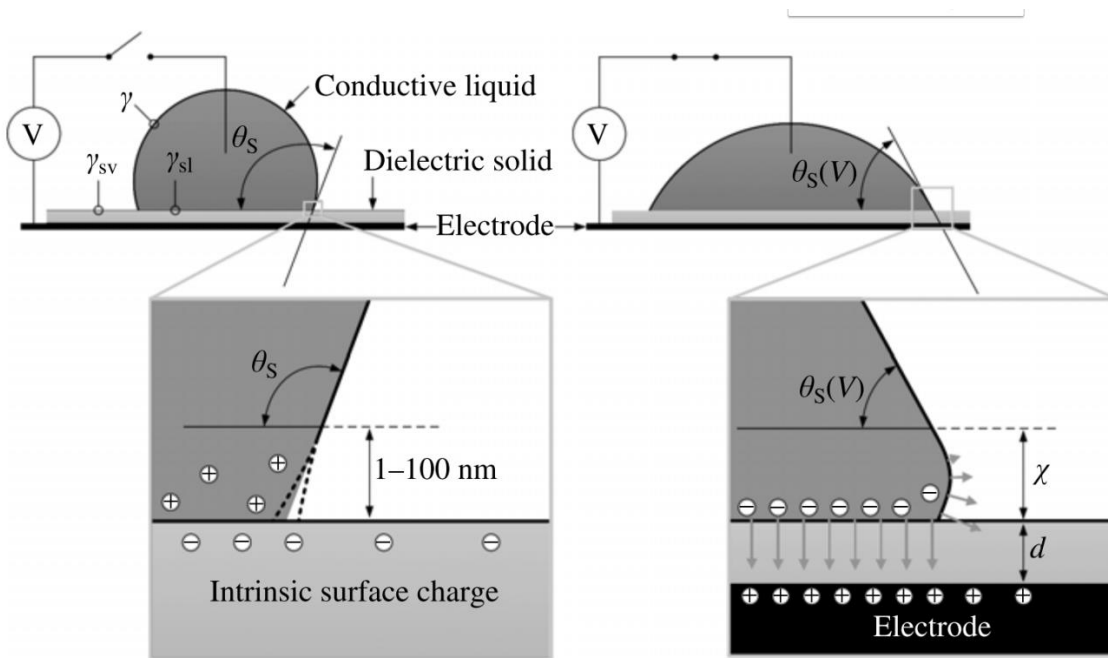 γ
Conductive liquid
V
θS
V
θS(V)
γsv
γsl
Dielectric solid
Electrode
θS
θS(V)
1–100 nm
χ
d
Intrinsic surface charge
Electrode